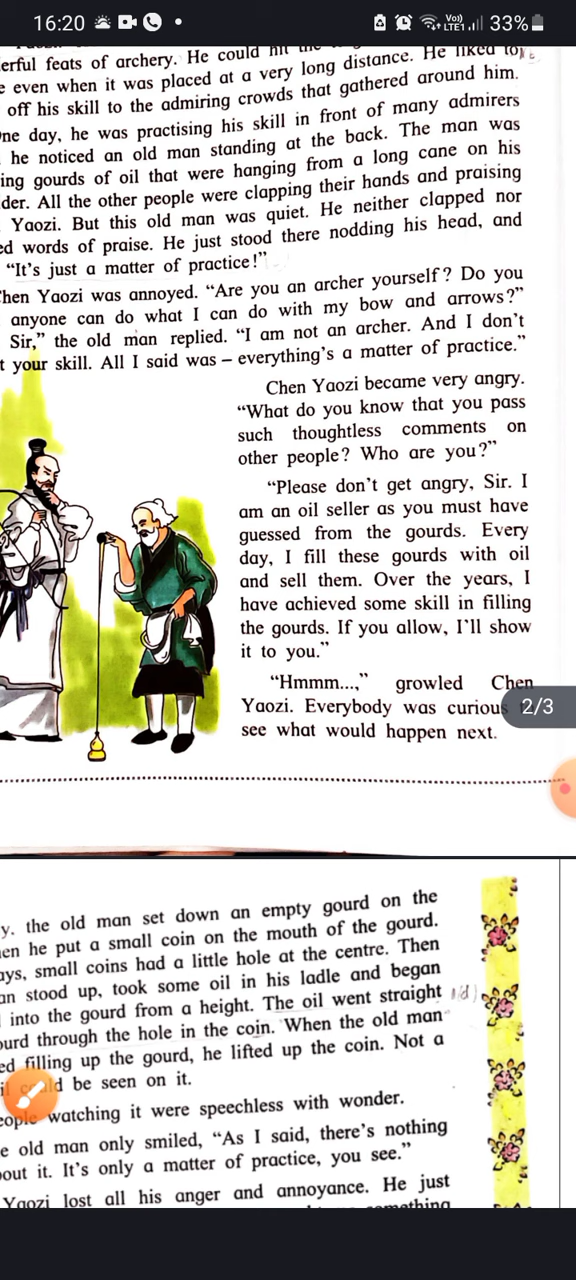 16:20
Vo))
LTE1
33%
erful feats of archery. He could hit the
e even when it was placed at a very long distance. He liked to
off his skill to the admiring crowds that gathered around him.
One day, he was practising his skill in front of many admirers
he noticed an old man standing at the back. The man was
ing gourds of oil that were hanging from a long cane on his
der. All the other people were clapping their hands and praising
Yaozi. But this old man was quiet. He neither clapped nor
ed words of praise. He just stood there nodding his head, and
“It’s just a matter of practice!”
Chen Yaozi was annoyed. “Are you an archer yourself? Do you
anyone can do what I can do with my bow and arrows?”
Sir,” the old man replied. “I am not an archer. And I don’t
t your skill. All I said was – everything’s a matter of practice.”
Chen Yaozi became very angry.
“What do you know that you pass
such thoughtless comments on
other people? Who are you?”
“Please don’t get angry, Sir. I
am an oil seller as you must have
guessed from the gourds. Every
day, I fill these gourds with oil
and sell them. Over the years, I
have achieved some skill in filling
the gourds. If you allow, I’ll show
it to you.”
“Hmmm...,” growled Chen
Yaozi. Everybody was curious
2/3
see what would happen next.
y. the old man set down an empty gourd on the
en he put a small coin on the mouth of the gourd.
ays, small coins had a little hole at the centre. Then
an stood up, took some oil in his ladle and began
into the gourd from a height. The oil went straight
ourd through the hole in the coin. When the old man
ed filling up the gourd, he lifted up the coin. Not a
il could be seen on it.
eople watching it were speechless with wonder.
e old man only smiled, “As I said, there’s nothing
out it. It’s only a matter of practice, you see.”
Yaozi lost all his anger and annoyance. He just
something